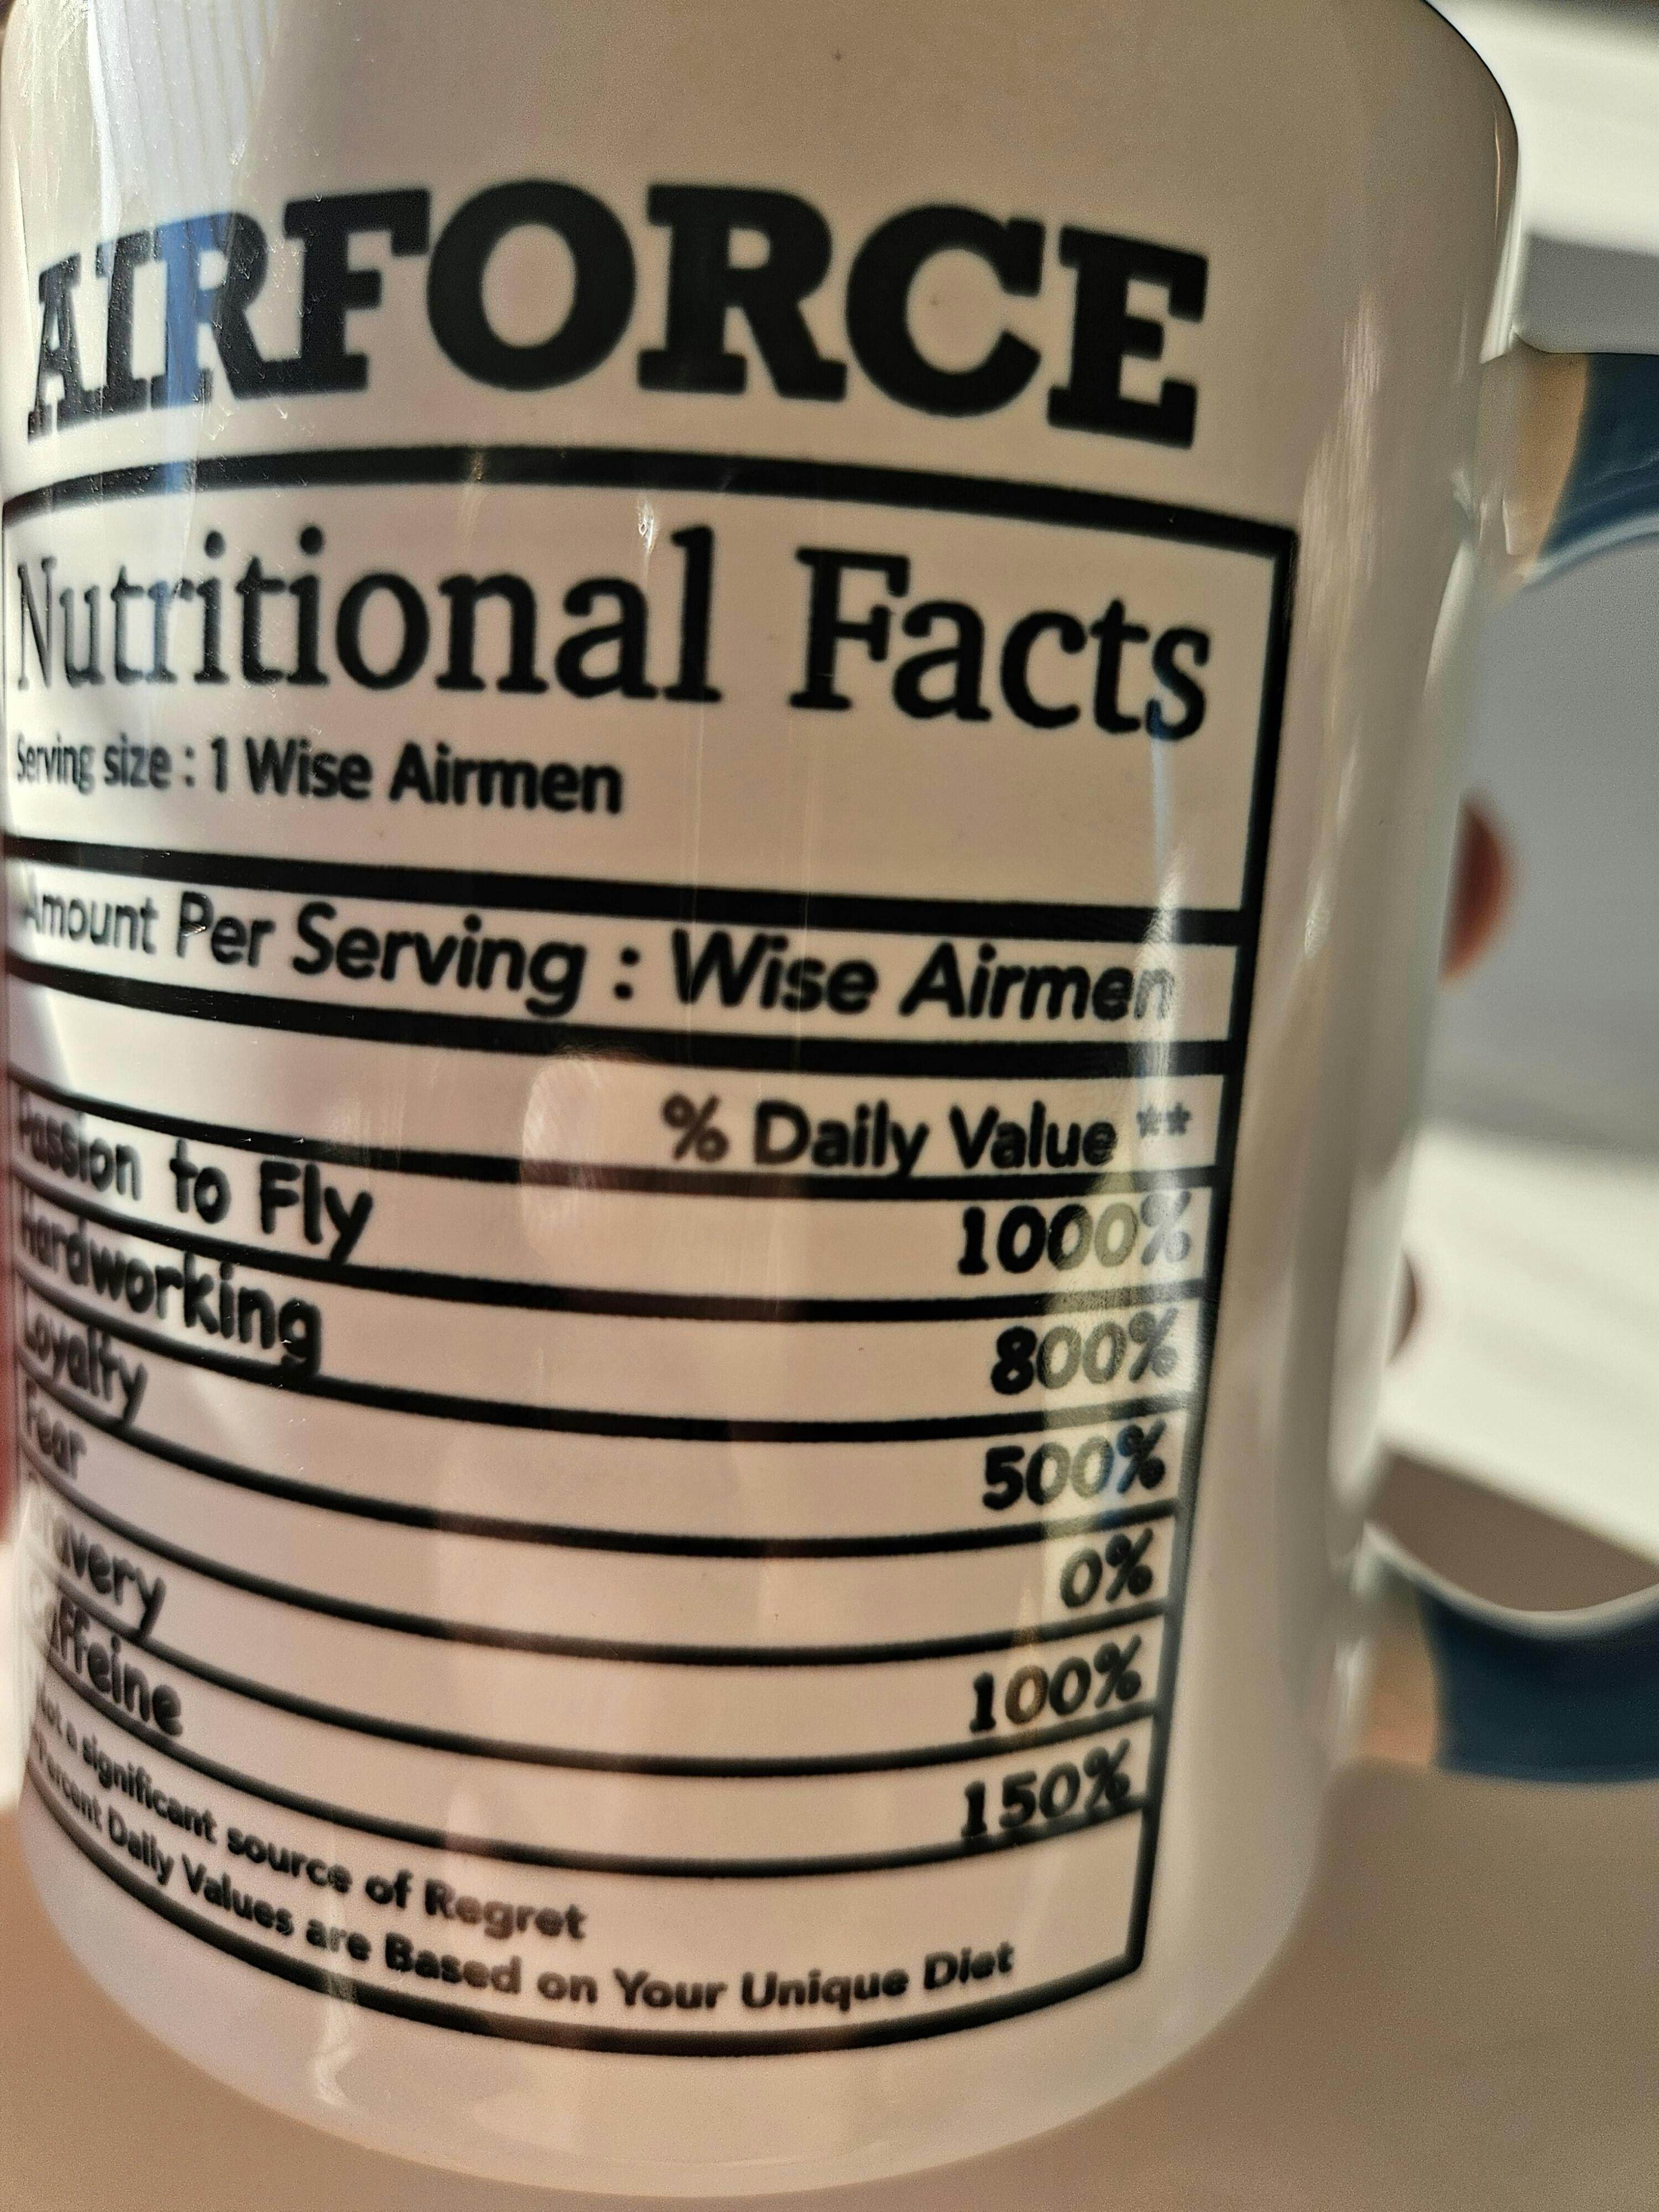 AIRFORCE
Nutritional Facts
Serving size : 1 Wise Airmen
Amount Per Serving : Wise Airmen
% Daily Value **
Passion to Fly 1000%
Hardworking 800%
Loyalty 500%
Fear 0%
Bravery 100%
Caffeine 150%
Not a significant source of Regret
Percent Daily Values are Based on Your Unique Diet